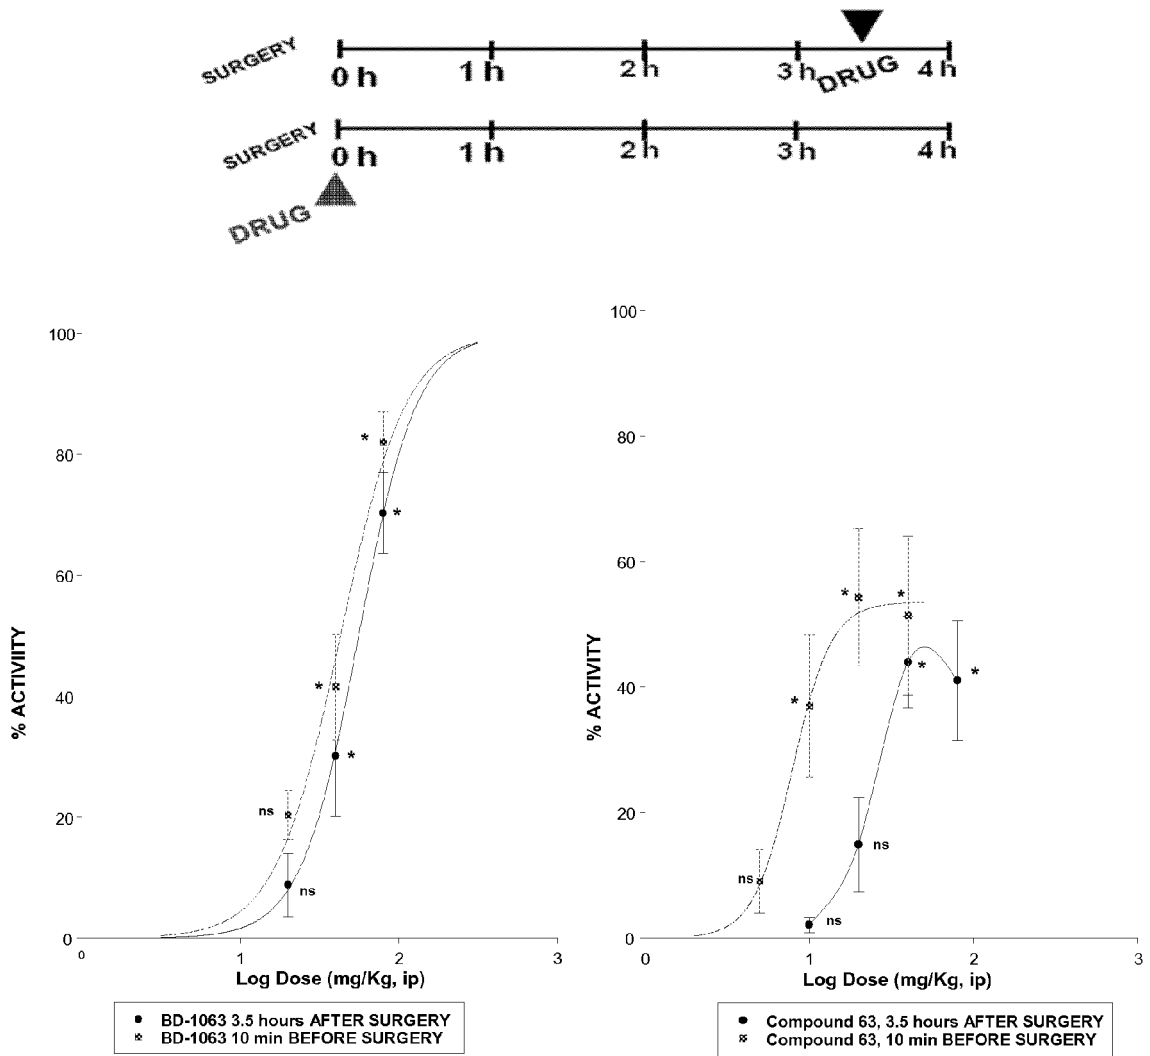 SURGERY
0 h 1 h 2 h 3 h 4 h
DRUG
SURGERY
0 h 1 h 2 h 3 h 4 h
DRUG
% ACTIVIITY
100
80
60
40
20
0
* *
* *
ns
ns
0 1 2 3
Log Dose (mg/Kg, ip)
BD-1063 3.5 hours AFTER SURGERY
BD-1063 10 min BEFORE SURGERY
% ACTIVITY
100
80
60
40
20
0
* *
* * *
ns
ns
ns
0 1 2 3
Log Dose (mg/Kg, ip)
Compound 63, 3.5 hours AFTER SURGERY
Compound 63, 10 min BEFORE SURGERY